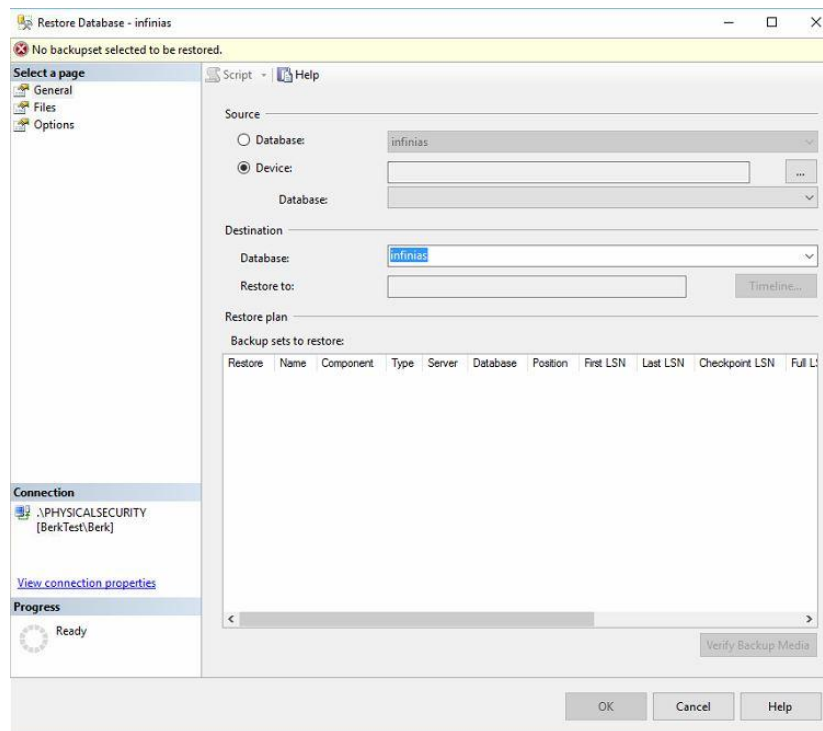 Restore Database - infinias
No backupset selected to be restored.
Select a page
General
Files
Options
Script
Help
Source
Database:
infinias
Device:
...
Database:
Destination
Database:
infinias
Restore to:
Timeline...
Restore plan
Backup sets to restore:
Restore Name Component Type Server Database Position First LSN Last LSN Checkpoint LSN Full
Connection
.\PHYSICALSECURITY
[BerkTest\Berk]
View connection properties
Progress
Ready
Verify Backup Media
OK Cancel Help